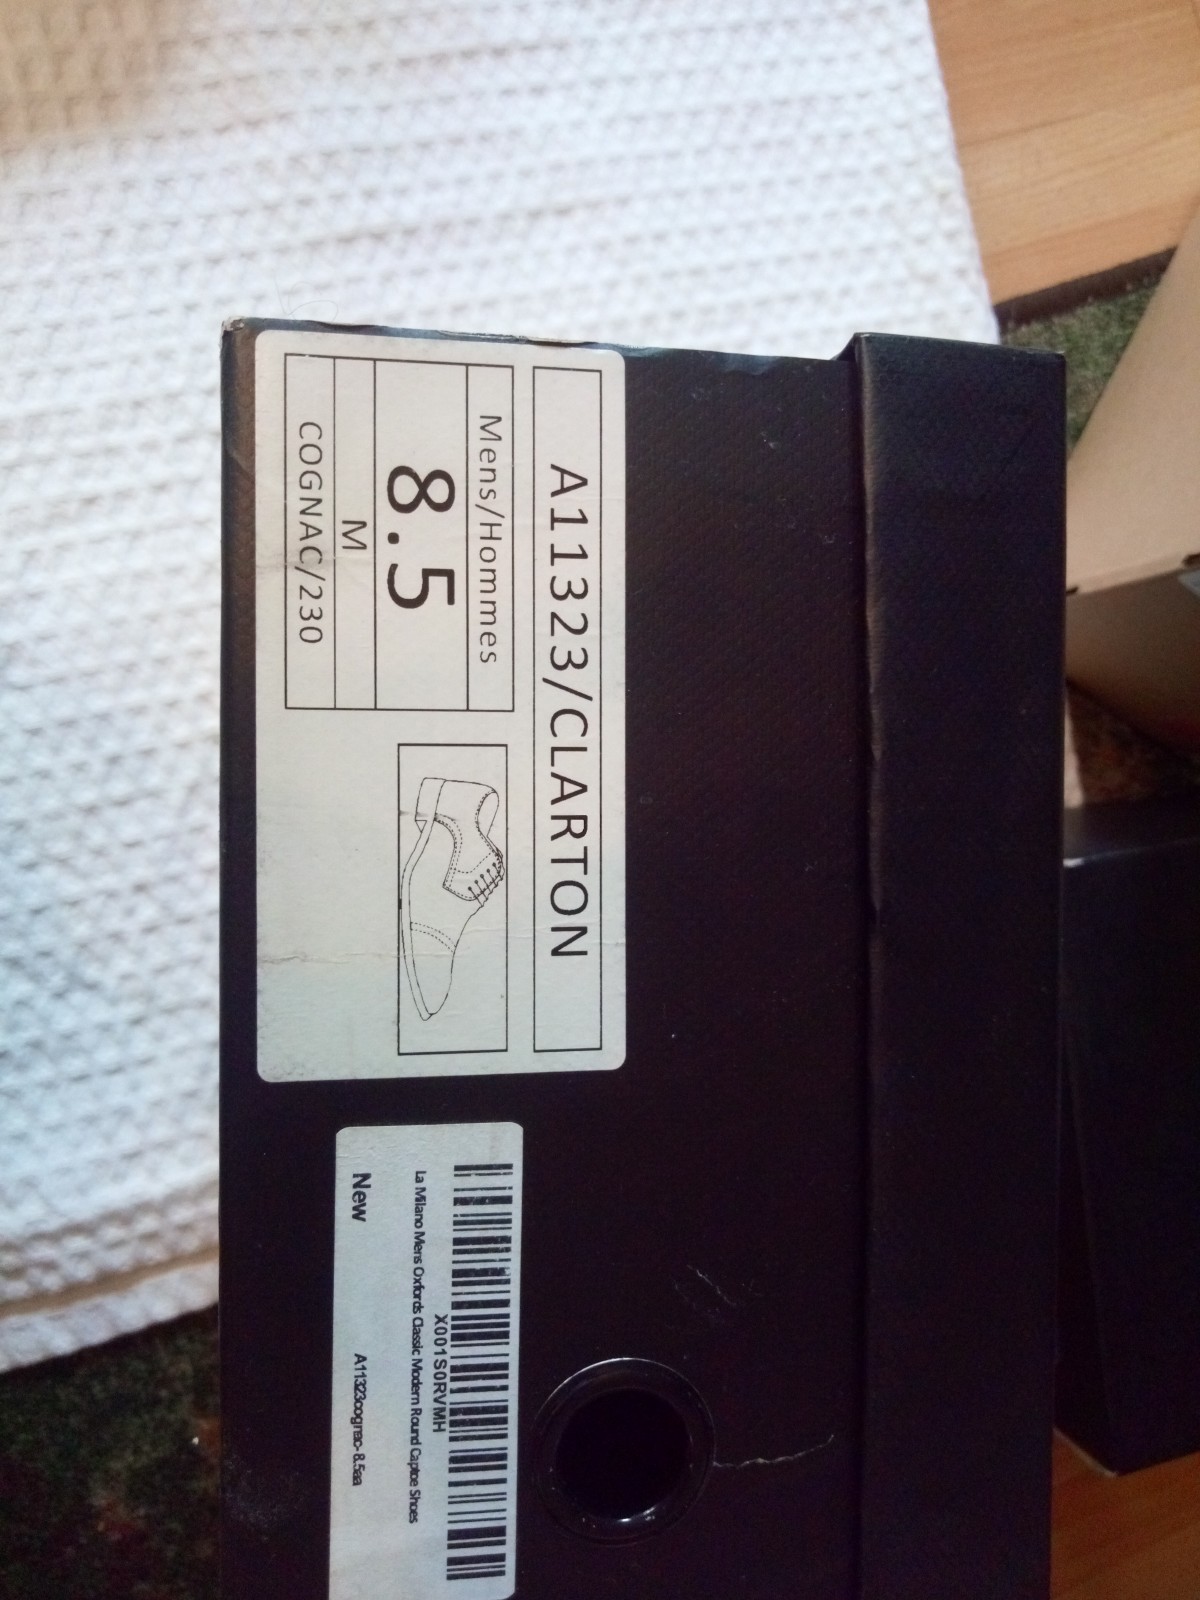 A11323/CLARTON
Mens/Hommes
8.5
M
COGNAC/230
X001S0RVMH
La Milano Mens Oxfords Classic Modern Round Captoe Shoes
New
A11323cognac-8.5aa